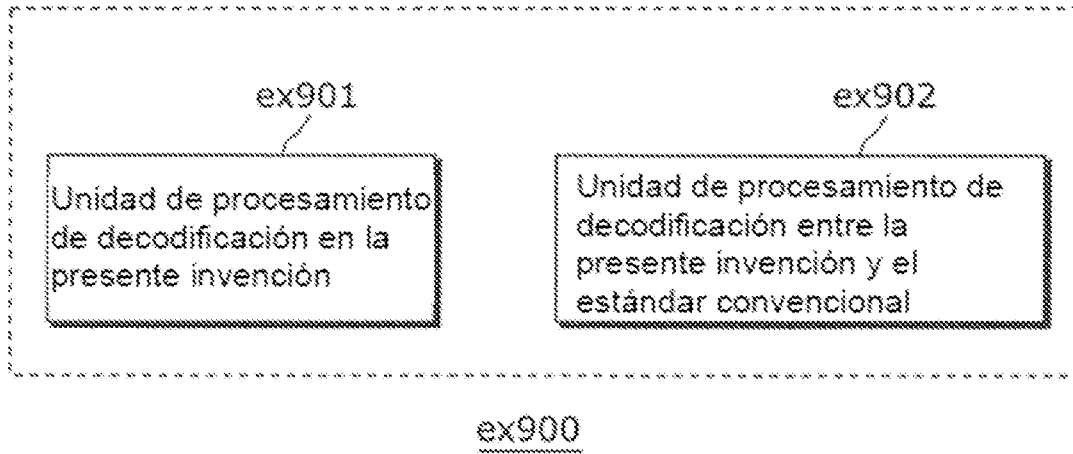 ex901
Unidad de procesamiento
de decodificación en la
presente invención
ex902
Unidad de procesamiento de
decodificación entre la
presente invención y el
estándar convencional
ex900